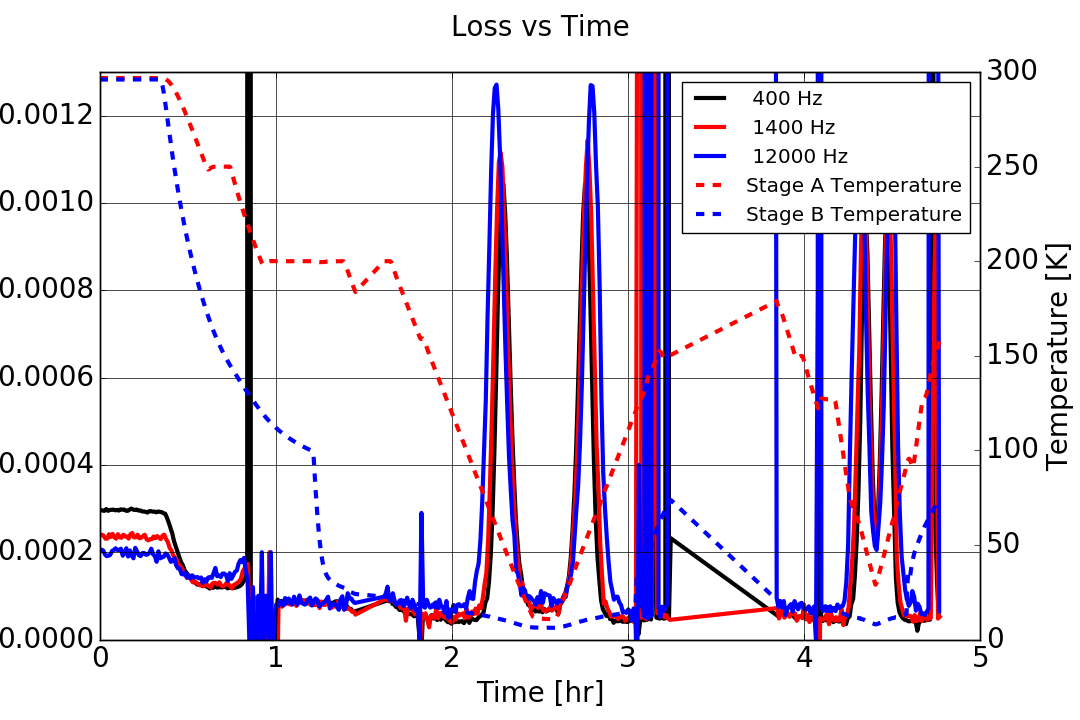 Loss vs Time
0.0012
0.0010
0.0008
0.0006
0.0004
0.0002
0.0000
300
250
200
150
100
50
0
Temperature [K]
400 Hz
1400 Hz
12000 Hz
Stage A Temperature
Stage B Temperature
0 1 2 3 4 5
Time [hr]